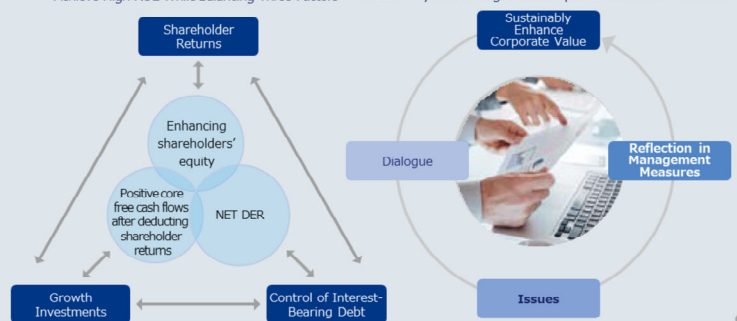 Shareholder
Returns
Enhancing
shareholders'
equity
Positive core
free cash flows
after deducting
shareholder
returns
NET DER
Growth
Investments
Control of Interest-
Bearing Debt
Sustainably
Enhance
Corporate Value
Dialogue
Reflection in
Management
Measures
Issues